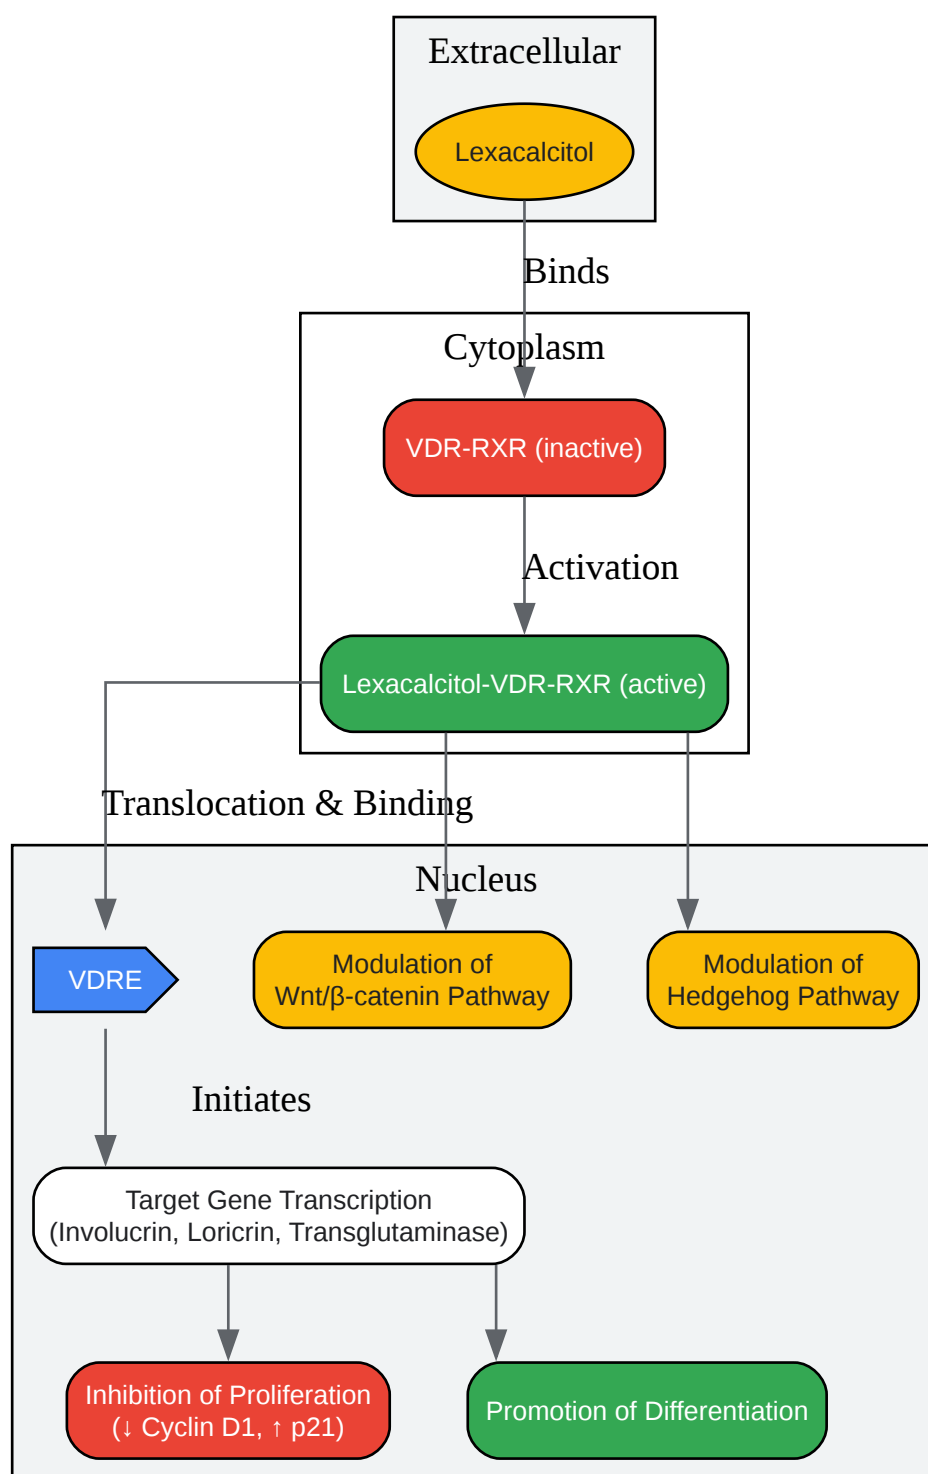 Extracellular
Lexacalcitol
Binds
Cytoplasm
VDR-RXR (inactive)
Activation
Lexacalcitol-VDR-RXR (active)
Translocation & Binding
Nucleus
VDRE
Modulation of
Wnt/β-catenin Pathway
Modulation of
Hedgehog Pathway
Initiates
Target Gene Transcription
(Involucrin, Loricrin, Transglutaminase)
Inhibition of Proliferation
(↓ Cyclin D1, ↑ p21)
Promotion of Differentiation